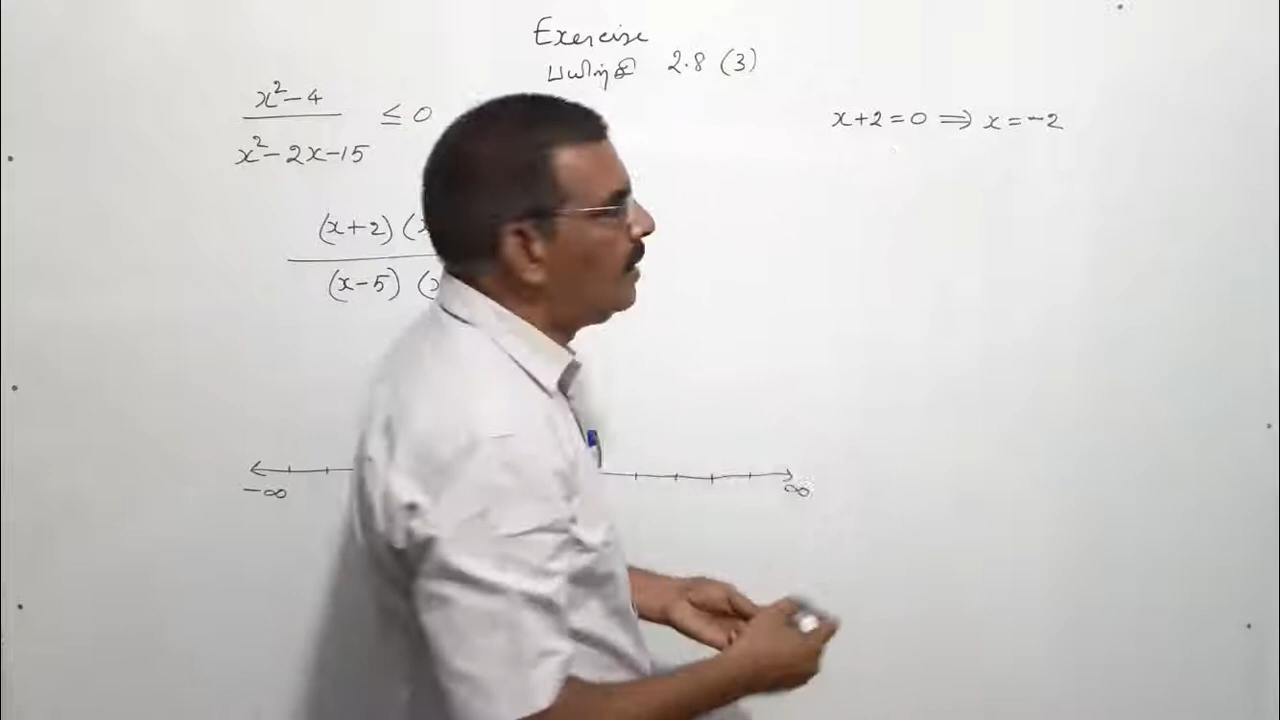 Exercise
பயிற்சி 2.8 (3)
x² - 4
≤ 0
x² - 2x - 15
(x+2) (x
(x-5) (x
x+2 = 0 ⟹ x = -2
-∞ ∞